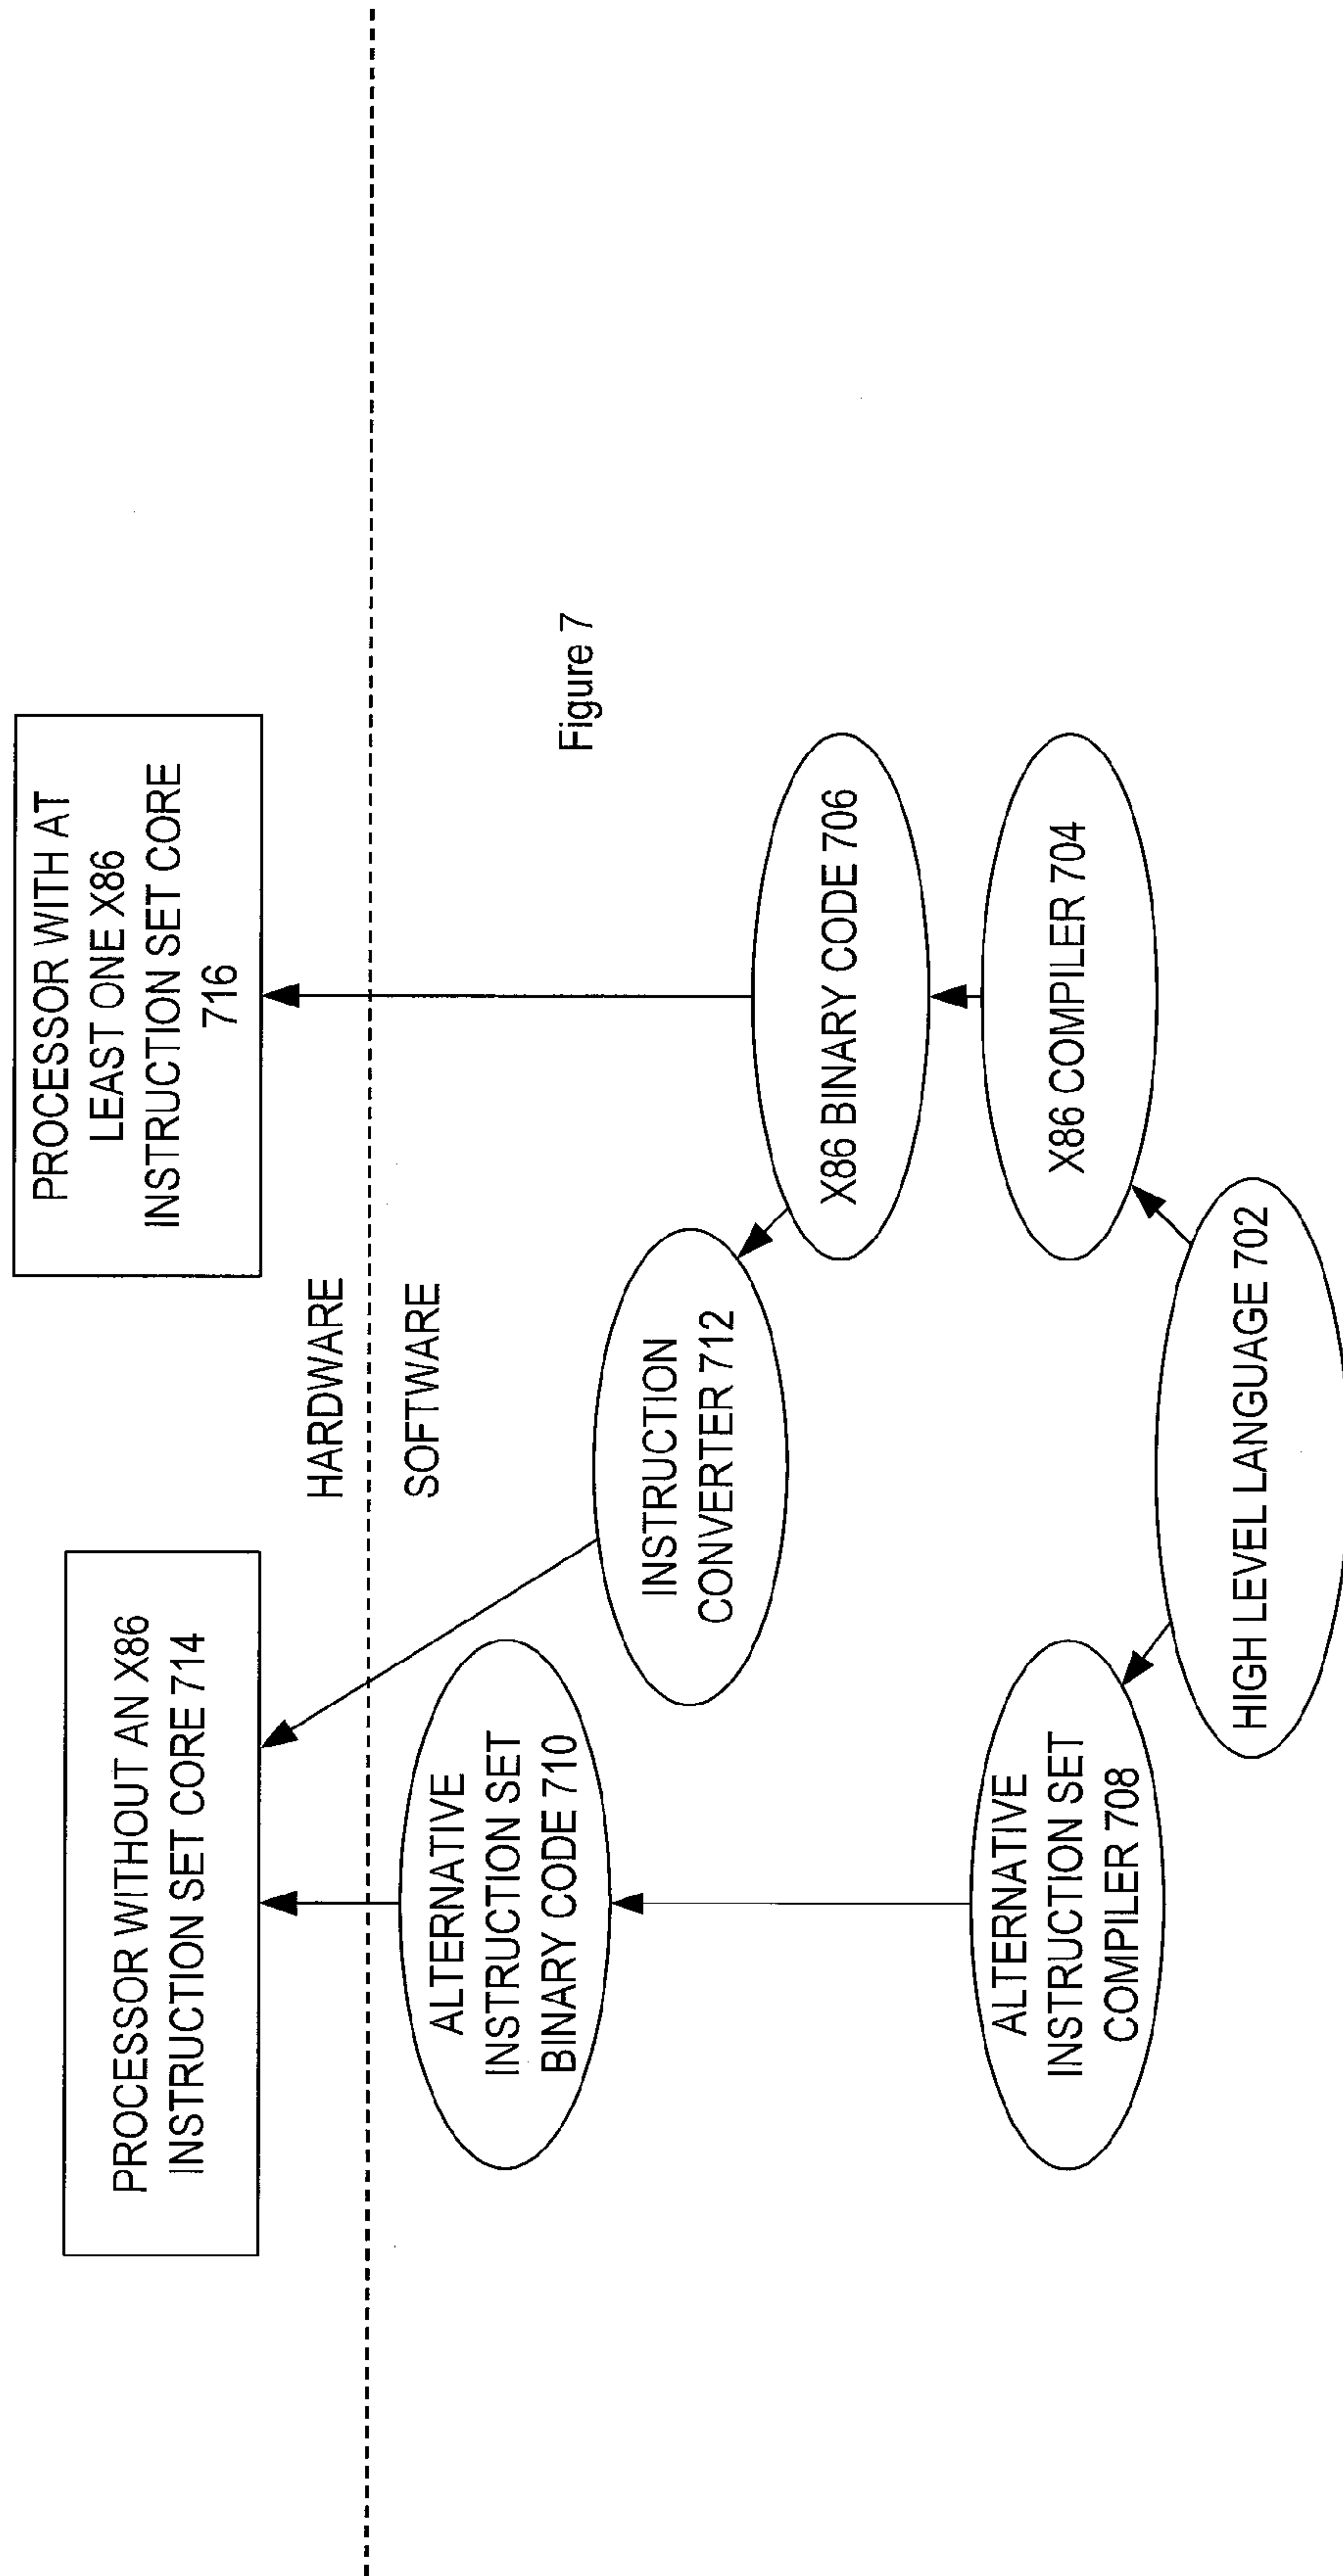 PROCESSOR WITHOUT AN X86
INSTRUCTION SET CORE 714
PROCESSOR WITH AT
LEAST ONE X86
INSTRUCTION SET CORE
716
HARDWARE
SOFTWARE
ALTERNATIVE
INSTRUCTION SET
BINARY CODE 710
INSTRUCTION
CONVERTER 712
Figure 7
X86 BINARY CODE 706
ALTERNATIVE
INSTRUCTION SET
COMPILER 708
X86 COMPILER 704
HIGH LEVEL LANGUAGE 702